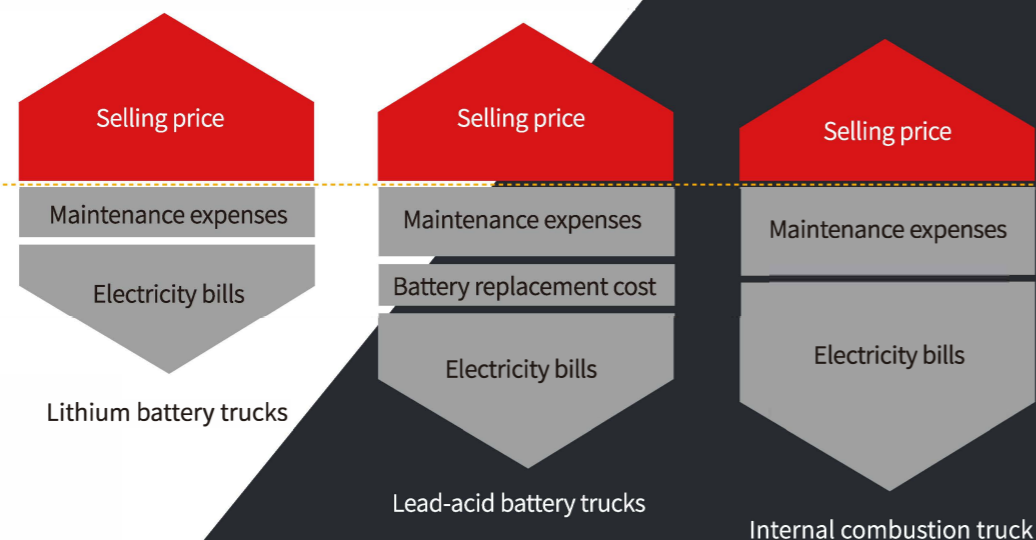 Selling price
Maintenance expenses
Electricity bills
Lithium battery trucks
Selling price
Maintenance expenses
Battery replacement cost
Electricity bills
Lead-acid battery trucks
Selling price
Maintenance expenses
Electricity bills
Internal combustion truck